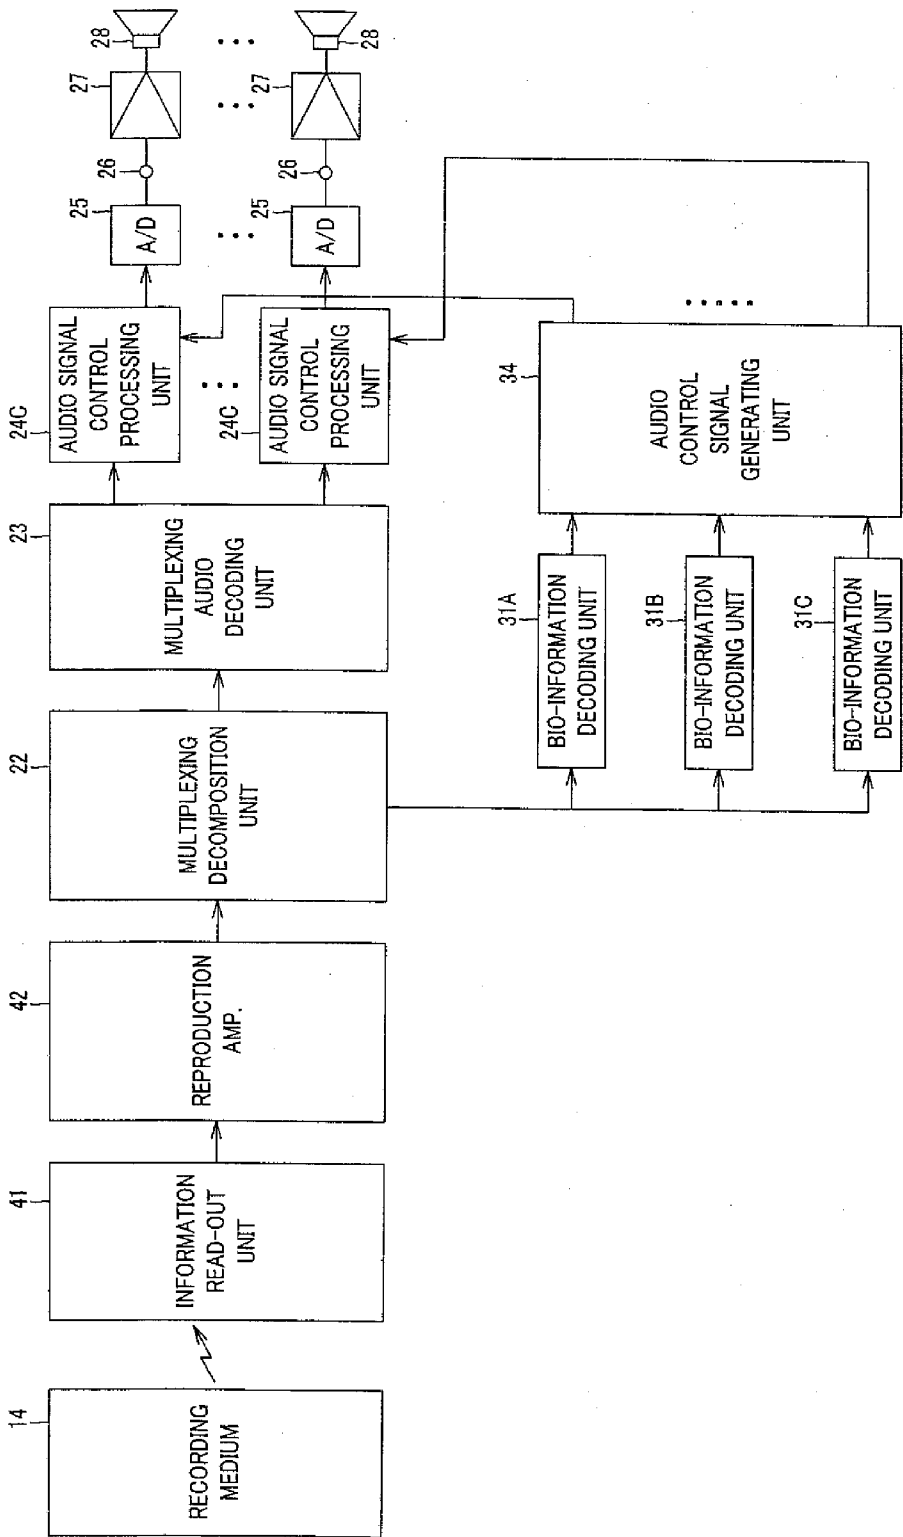 14
RECORDING
MEDIUM
41
INFORMATION
READ-OUT
UNIT
42
REPRODUCTION
AMP.
22
MULTIPLEXING
DECOMPOSITION
UNIT
23
MULTIPLEXING
AUDIO
DECODING
UNIT
24C
AUDIO SIGNAL
CONTROL
PROCESSING
UNIT
25
A/D
26
27
28
24C
AUDIO SIGNAL
CONTROL
PROCESSING
UNIT
25
A/D
26
27
28
31A
BIO-INFORMATION
DECODING UNIT
31B
BIO-INFORMATION
DECODING UNIT
31C
BIO-INFORMATION
DECODING UNIT
34
AUDIO
CONTROL
SIGNAL
GENERATING
UNIT